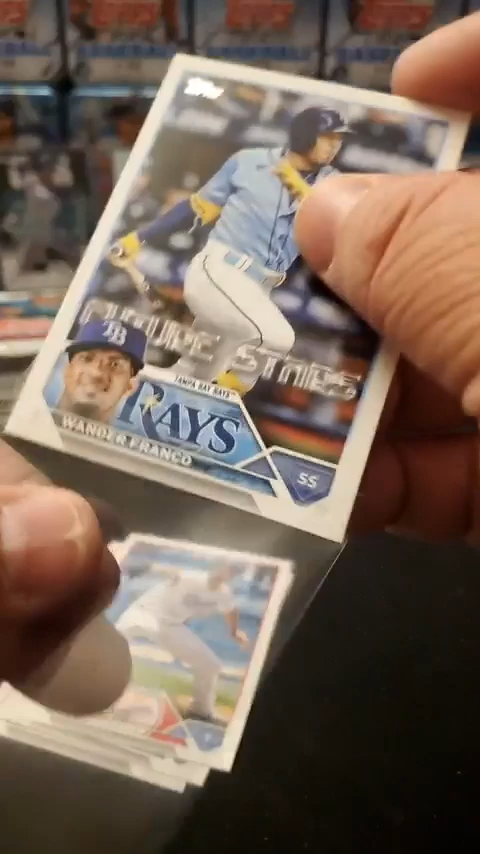 Topps
FUTURE STARS
TB
TAMPA BAY RAYS
RAYS
WANDER FRANCO
SS